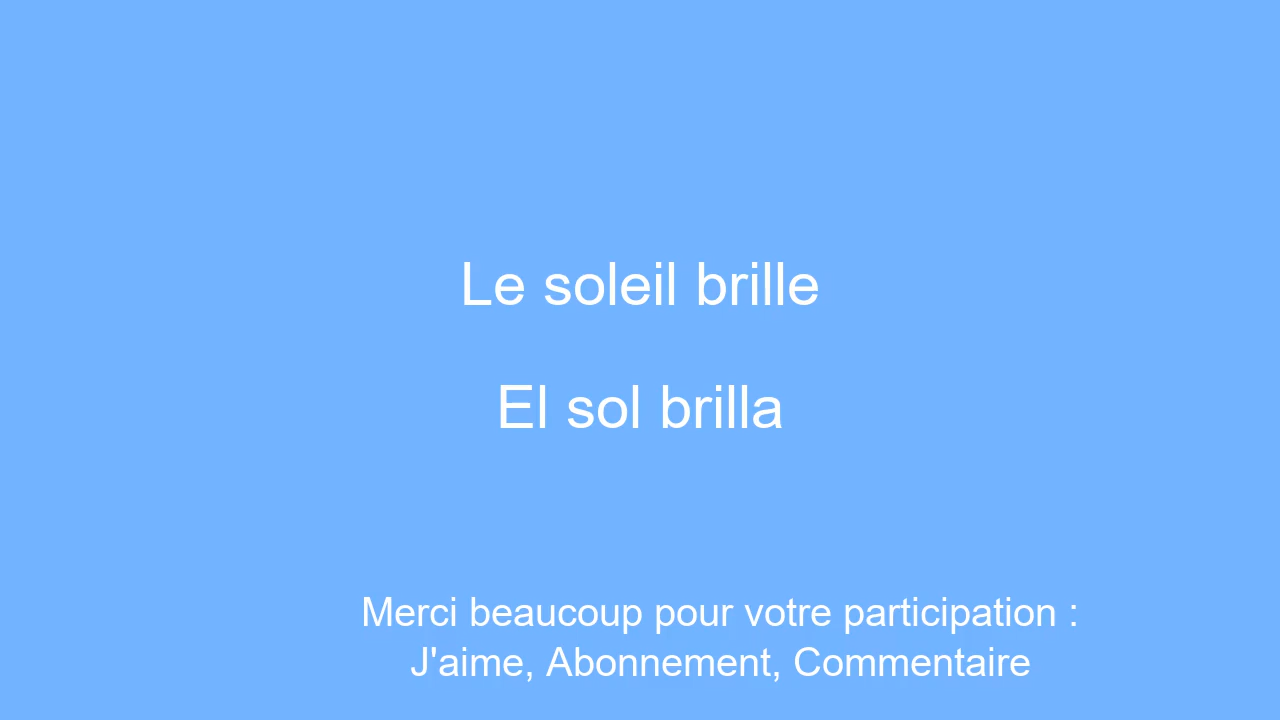 Le soleil brille
El sol brilla
Merci beaucoup pour votre participation :
J'aime, Abonnement, Commentaire